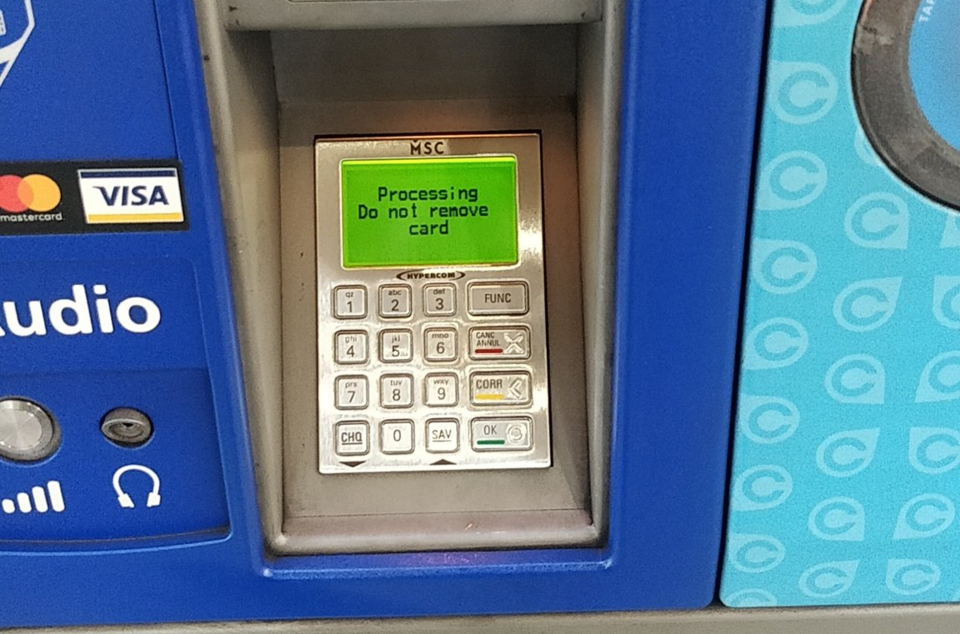 MSC
Processing
Do not remove
card
HYPERCOM
qz
1
abc
2
def
3
FUNC
ghi
4
jkl
5
mno
6
CANC
ANNUL
prs
7
tuv
8
wxy
9
CORR
CHQ
0
SAV
OK
mastercard
VISA
udio
TAP